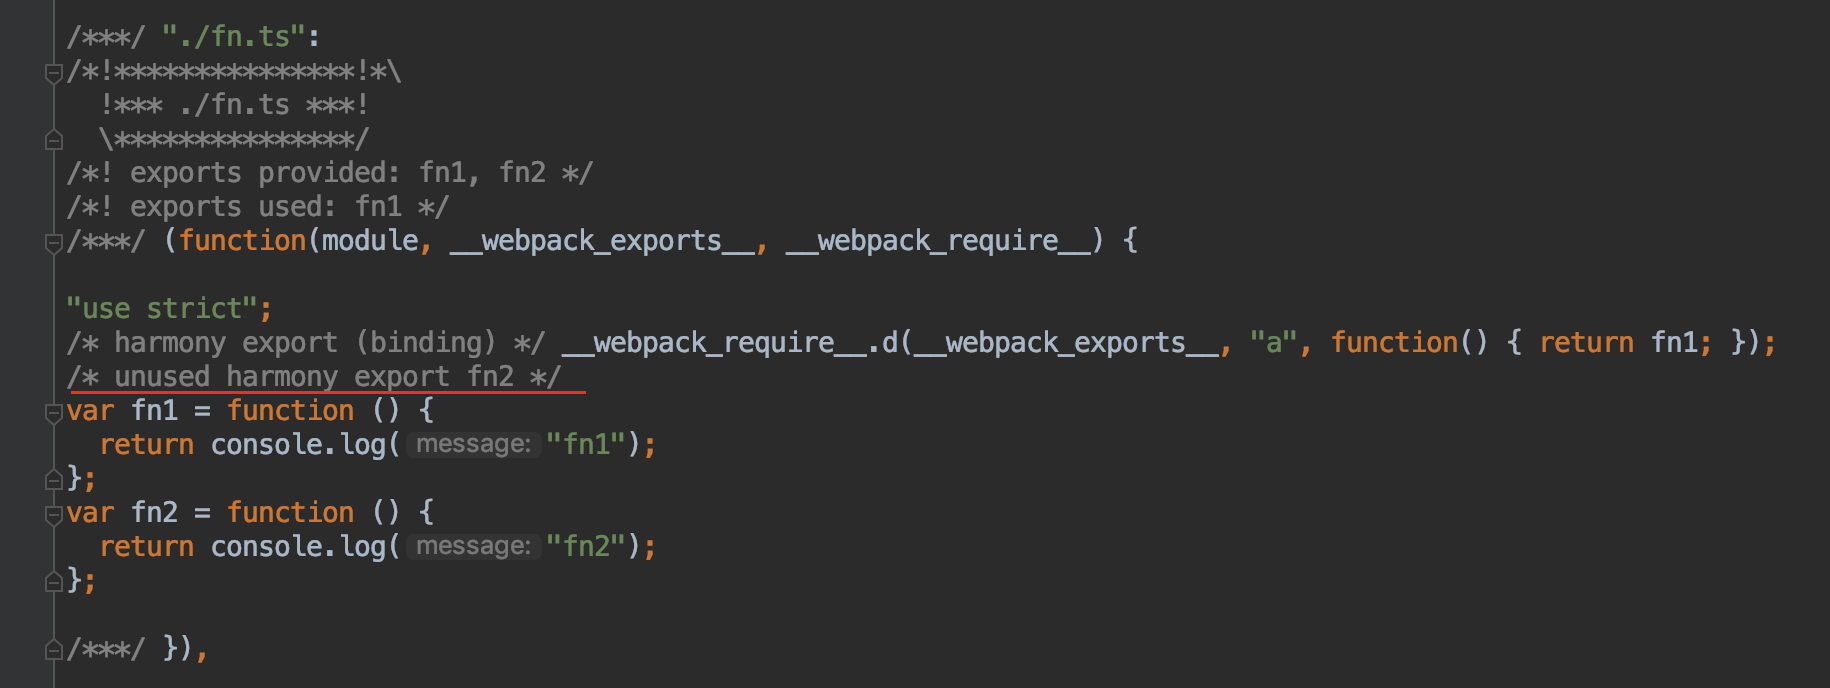 /***/ "./fn.ts":
/*!***************!*\
  !*** ./fn.ts ***!
  \***************/
/*! exports provided: fn1, fn2 */
/*! exports used: fn1 */
/***/ (function(module, __webpack_exports__, __webpack_require__) {
"use strict";
/* harmony export (binding) */ __webpack_require__.d(__webpack_exports__, "a", function() { return fn1; });
/* unused harmony export fn2 */
var fn1 = function () {
  return console.log( message: "fn1");
};
var fn2 = function () {
  return console.log( message: "fn2");
};
/***/ }),